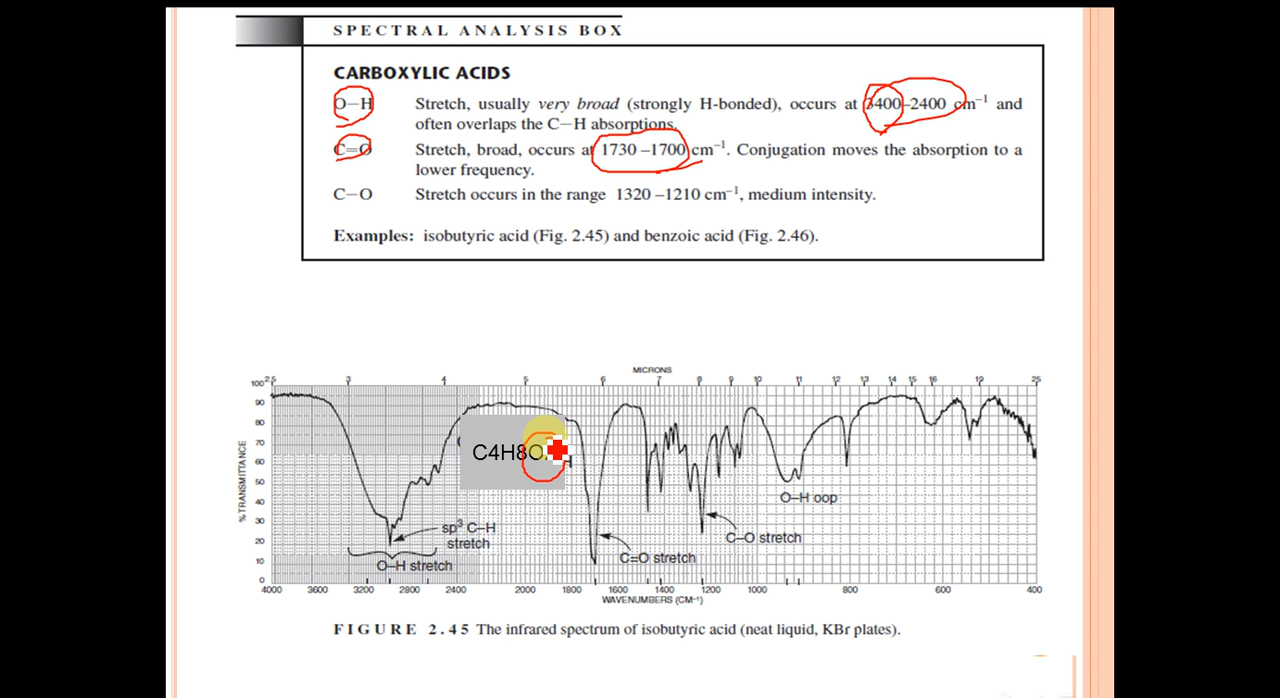 SPECTRAL ANALYSIS BOX
CARBOXYLIC ACIDS
O—H Stretch, usually very broad (strongly H-bonded), occurs at 3400–2400 cm⁻¹ and
often overlaps the C—H absorptions.
C=O Stretch, broad, occurs at 1730 –1700 cm⁻¹. Conjugation moves the absorption to a
lower frequency.
C—O Stretch occurs in the range 1320 –1210 cm⁻¹, medium intensity.
Examples: isobutyric acid (Fig. 2.45) and benzoic acid (Fig. 2.46).
MICRONS
2.5 3 4 5 6 7 8 9 10 11 12 13 14 15 16 19 25
100
90
80
70
60
50
40
30
20
10
0
% TRANSMITTANCE
C4H8O
sp³ C–H
stretch
O–H stretch
C=O stretch
C–O stretch
O–H oop
4000 3600 3200 2800 2400 2000 1800 1600 1400 1200 1000 800 600 400
WAVENUMBERS (CM⁻¹)
FIGURE 2.45 The infrared spectrum of isobutyric acid (neat liquid, KBr plates).